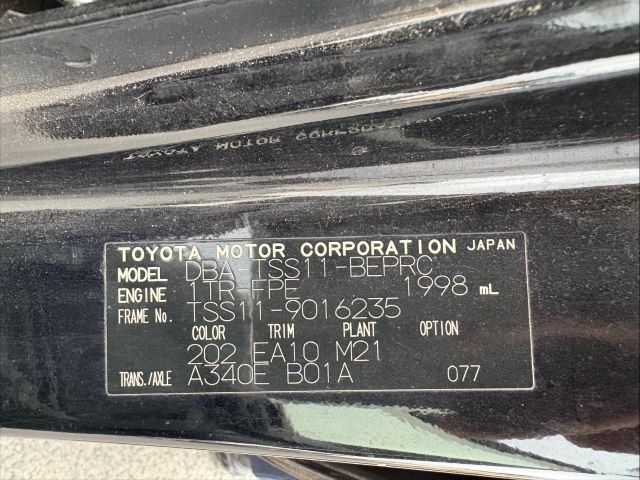 TOYOTA MOTOR CORPORATION JAPAN
MODEL DBA-TSS11-BEPRC
ENGINE 1TR-FPE 1998 mL
FRAME No. TSS11-9016235
COLOR TRIM PLANT OPTION
202 EA10 M21
TRANS./AXLE A340E B01A 077